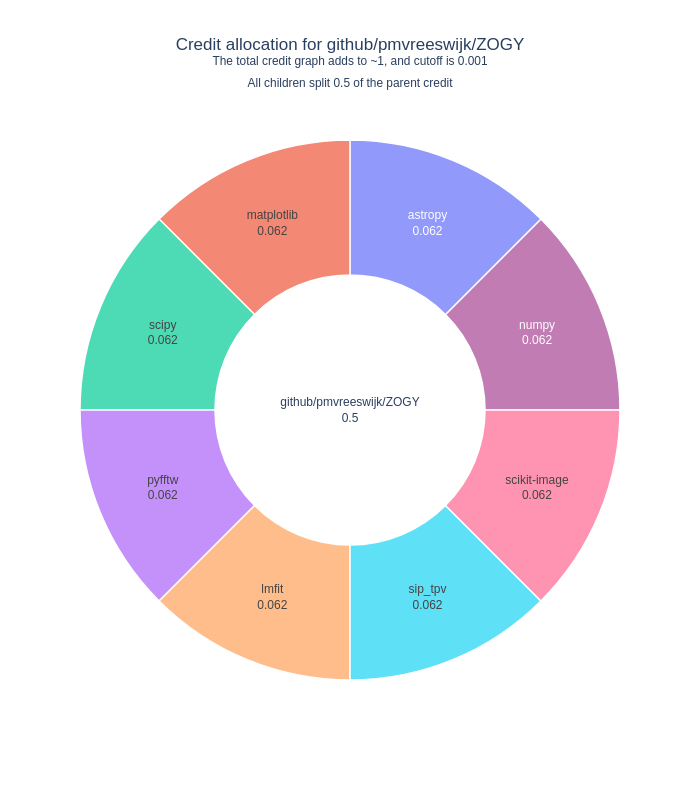 Credit allocation for github/pmvreeswijk/ZOGY
The total credit graph adds to ~1, and cutoff is 0.001
All children split 0.5 of the parent credit
matplotlib
0.062
astropy
0.062
scipy
0.062
numpy
0.062
github/pmvreeswijk/ZOGY
0.5
pyfftw
0.062
scikit-image
0.062
lmfit
0.062
sip_tpv
0.062